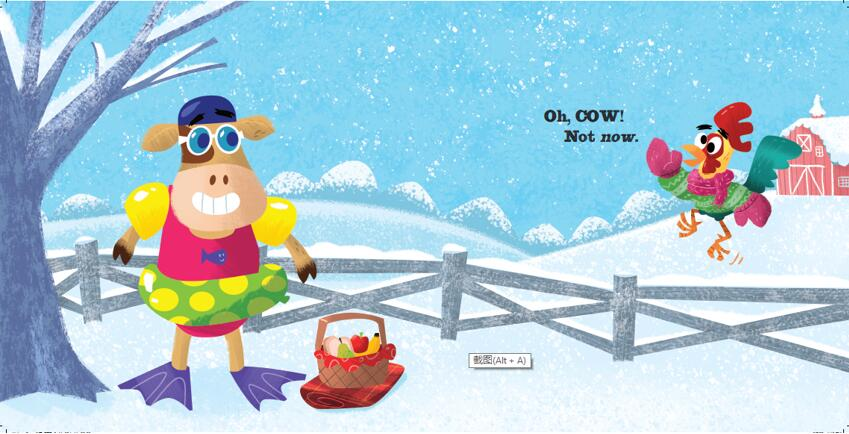 Oh, COW!
Not now.
截图(Alt + A)